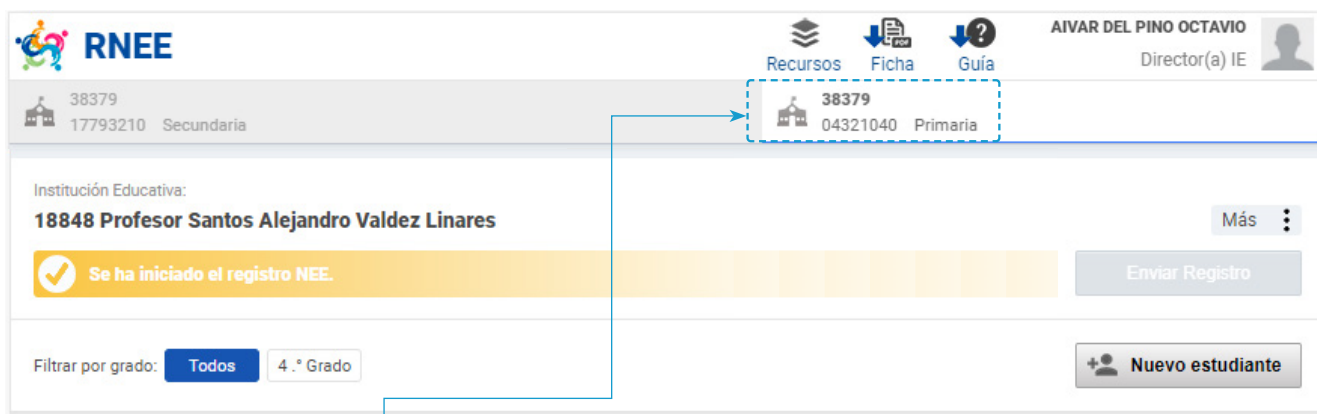 RNEE
Recursos
Ficha
Guía
AIVAR DEL PINO OCTAVIO
Director(a) IE
38379
17793210 Secundaria
38379
04321040 Primaria
Institución Educativa:
18848 Profesor Santos Alejandro Valdez Linares
Más
Se ha iniciado el registro NEE.
Enviar Registro
Filtrar por grado: Todos 4 .° Grado
Nuevo estudiante